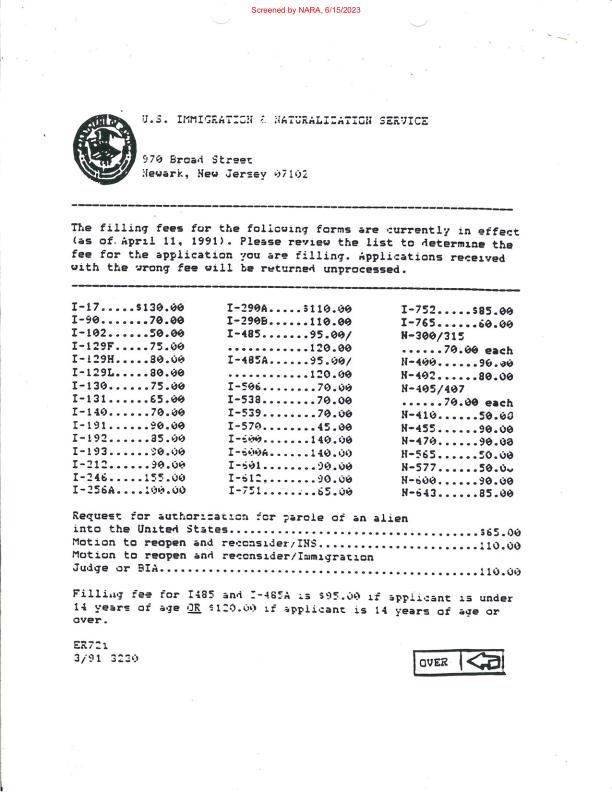 Screened by NARA, 6/15/2023
U.S. IMMIGRATION & NATURALIZATION SERVICE
970 Broad Street
Newark, New Jersey 07102
The filling fees for the following forms are currently in effect
(as of April 11, 1991). Please review the list to determine the
fee for the application you are filling. Applications received
with the wrong fee will be returned unprocessed.
I-17.....$130.00
I-90.......70.00
I-102......50.00
I-129F.....75.00
I-129H.....80.00
I-129L.....80.00
I-130......75.00
I-131......65.00
I-140......70.00
I-191......90.00
I-192......85.00
I-193......90.00
I-212......90.00
I-246.....155.00
I-256A....100.00
I-290A.....$110.00
I-290B......110.00
I-485.......95.00/
............120.00
I-485A......95.00/
............120.00
I-506.......70.00
I-538.......70.00
I-539.......70.00
I-570.......45.00
I-600......140.00
I-600A.....140.00
I-601.......90.00
I-612.......90.00
I-751.......65.00
I-752.....$85.00
I-765......60.00
N-300/315
......70.00 each
N-400......90.00
N-402......80.00
N-405/407
......70.00 each
N-410......50.00
N-455......90.00
N-470......90.00
N-565......50.00
N-577......50.00
N-600......90.00
N-643......85.00
Request for authorization for parole of an alien
into the United States...................................$65.00
Motion to reopen and reconsider/INS......................110.00
Motion to reopen and reconsider/Immigration
Judge or BIA.............................................110.00
Filling fee for I485 and I-485A is $95.00 if applicant is under
14 years of age OR $120.00 if applicant is 14 years of age or
over.
ER721
3/91 3230
OVER